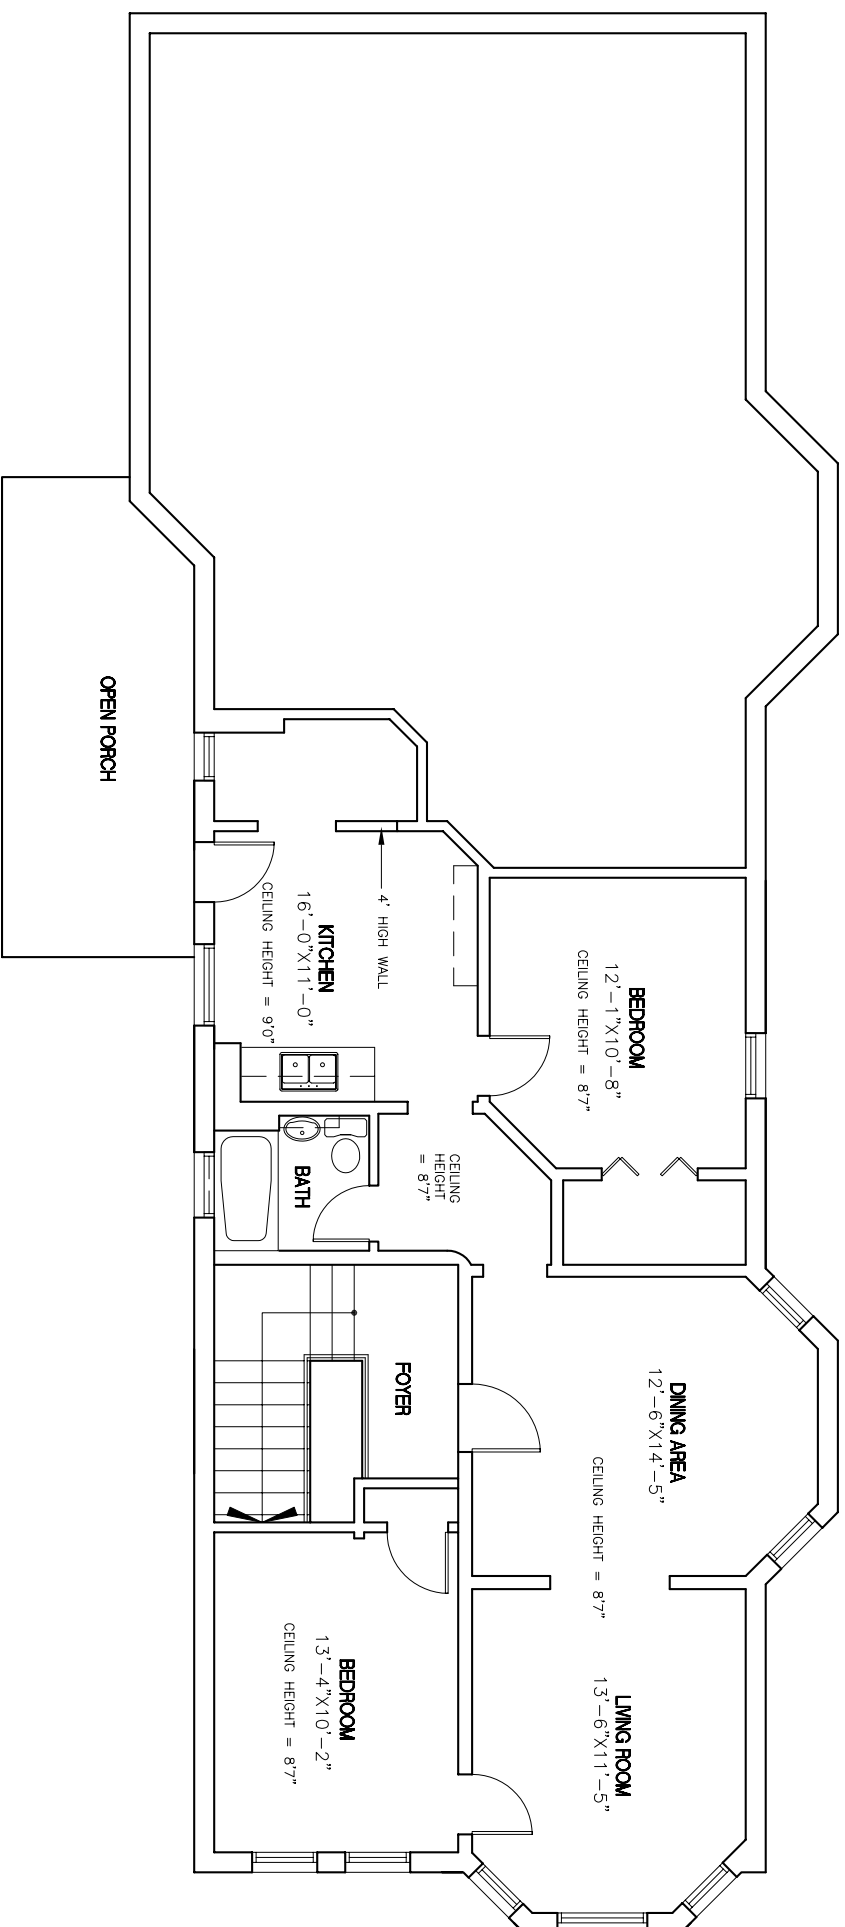 OPEN PORCH
KITCHEN
16'-0"X11'-0"
CEILING HEIGHT = 9'0"
4' HIGH WALL
BEDROOM
12'-1"X10'-8"
CEILING HEIGHT = 8'7"
BATH
CEILING
HEIGHT
= 8'7"
FOYER
DINING AREA
12'-6"X14'-5"
CEILING HEIGHT = 8'7"
LIVING ROOM
13'-6"X11'-5"
BEDROOM
13'-4"X10'-2"
CEILING HEIGHT = 8'7"